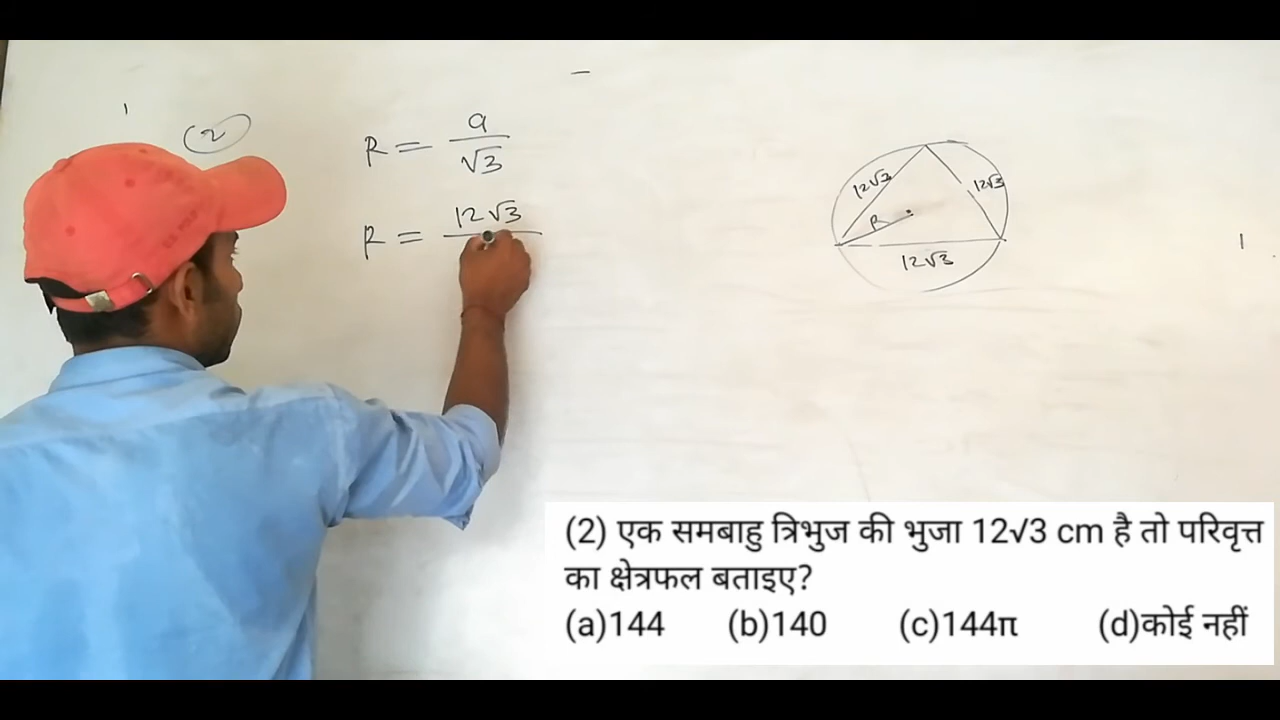 (2)
R = a/√3
R = 12√3
12√3
12√3
R
12√3
(2) एक समबाहु त्रिभुज की भुजा 12√3 cm है तो परिवृत्त
का क्षेत्रफल बताइए?
(a)144 (b)140 (c)144π (d)कोई नहीं